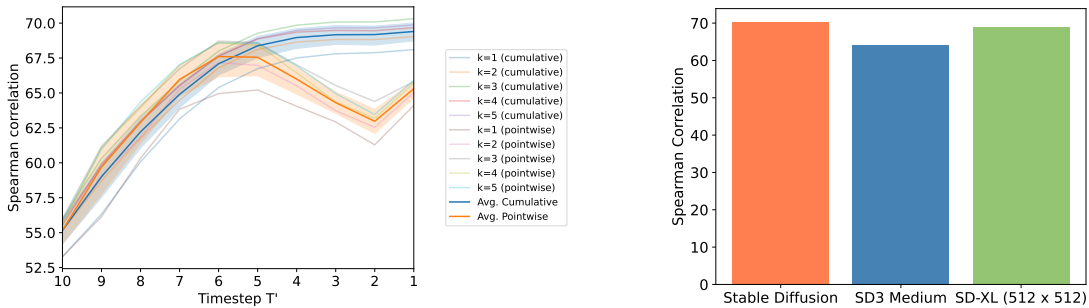 Spearman correlation
70.0
67.5
65.0
62.5
60.0
57.5
55.0
52.5
10 9 8 7 6 5 4 3 2 1
Timestep T'
k=1 (cumulative)
k=2 (cumulative)
k=3 (cumulative)
k=4 (cumulative)
k=5 (cumulative)
k=1 (pointwise)
k=2 (pointwise)
k=3 (pointwise)
k=4 (pointwise)
k=5 (pointwise)
Avg. Cumulative
Avg. Pointwise
Spearman Correlation
70
60
50
40
30
20
10
0
Stable Diffusion SD3 Medium SD-XL (512 x 512)